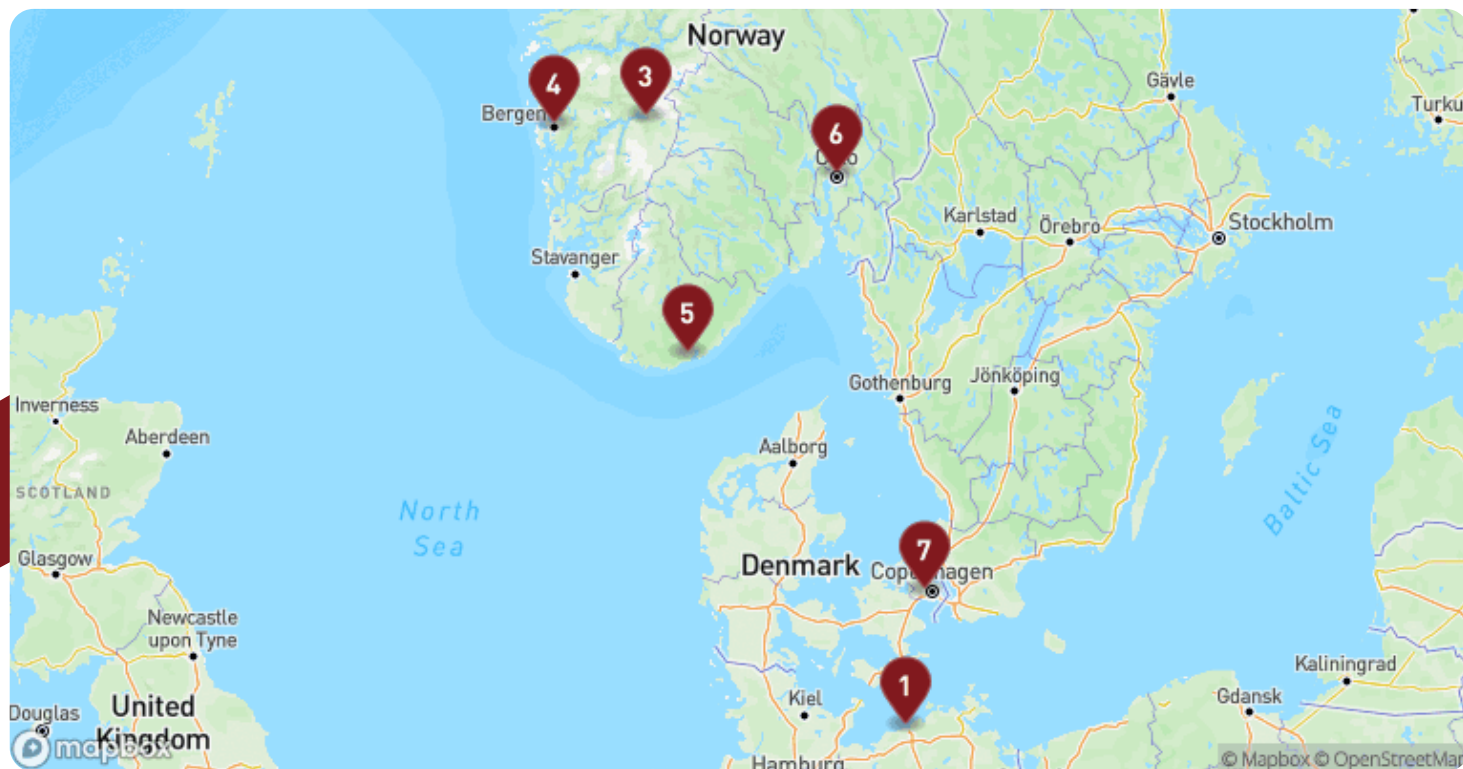 Norway
Gävle
3
4
Bergen
Turku
6
Oslo
Karlstad
Örebro
Stockholm
Stavanger
5
Gothenburg
Jönköping
Inverness
Aberdeen
Aalborg
SCOTLAND
North
Sea
Baltic Sea
Glasgow
7
Denmark
Copenhagen
Newcastle
upon Tyne
Kaliningrad
1
Kiel
Gdansk
Douglas
United
Kingdom
mapbox
Hamburg
© Mapbox © OpenStreetMap